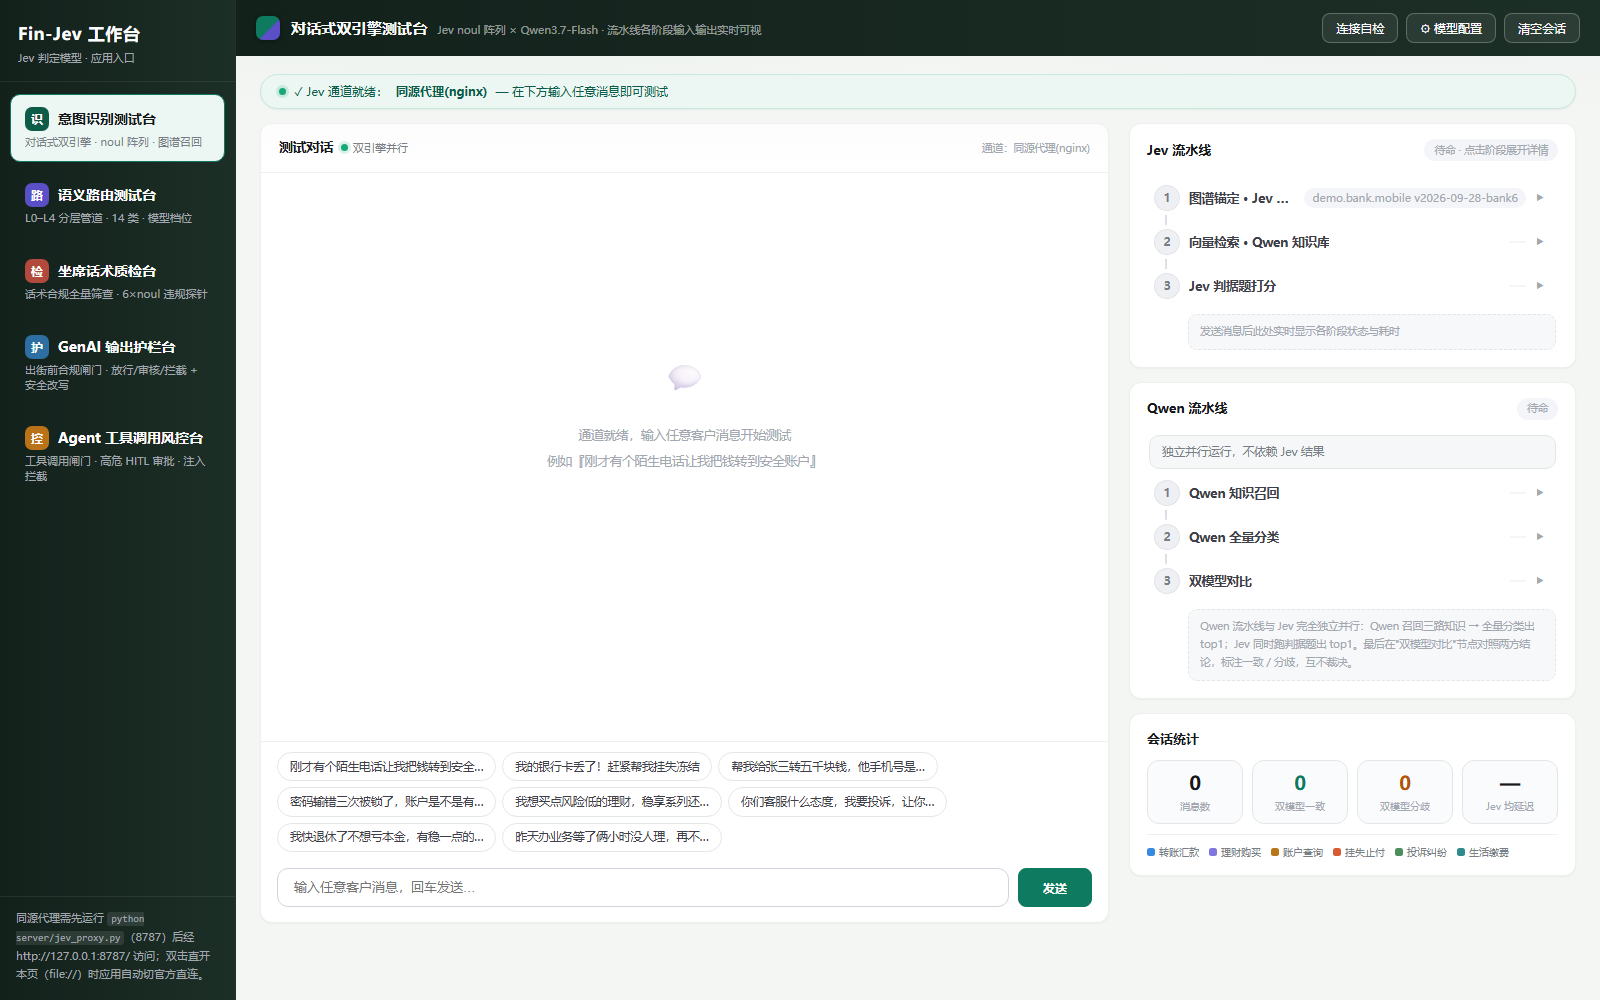 Fin-Jev 工作台
Jev 判定模型 · 应用入口
识 意图识别测试台
对话式双引擎 · noul 阵列 · 图谱召回
路 语义路由测试台
L0–L4 分层管道 · 14 类 · 模型档位
检 坐席话术质检台
话术合规全量筛查 · 6×noul 违规探针
护 GenAI 输出护栏台
出街前合规闸门 · 放行/审核/拦截 +
安全改写
控 Agent 工具调用风控台
工具调用闸门 · 高危 HITL 审批 · 注入
拦截
同源代理需先运行 python
server/jev_proxy.py (8787）后经
http://127.0.0.1:8787/ 访问；双击直开
本页（file://）时应用自动切官方直连。
对话式双引擎测试台 Jev noul 阵列 × Qwen3.7-Flash · 流水线各阶段输入输出实时可视
连接自检 ⚙ 模型配置 清空会话
✓ Jev 通道就绪： 同源代理(nginx) — 在下方输入任意消息即可测试
测试对话 双引擎并行 通道：同源代理(nginx)
通道就绪，输入任意客户消息开始测试
例如『刚才有个陌生电话让我把钱转到安全账户』
刚才有个陌生电话让我把钱转到安全... 我的银行卡丢了！赶紧帮我挂失冻结 帮我给张三转五千块钱，他手机号是...
密码输错三次被锁了，账户是不是有... 我想买点风险低的理财，稳享系列还... 你们客服什么态度，我要投诉，让你...
我快退休了不想亏本金，有稳一点的... 昨天办业务等了俩小时没人理，再不...
输入任意客户消息，回车发送... 发送
Jev 流水线 待命 · 点击阶段展开详情
1 图谱锚定 • Jev ... demo.bank.mobile v2026-09-28-bank6 ▶
2 向量检索 • Qwen 知识库 — ▶
3 Jev 判据题打分 — ▶
发送消息后此处实时显示各阶段状态与耗时
Qwen 流水线 待命
独立并行运行，不依赖 Jev 结果
1 Qwen 知识召回 — ▶
2 Qwen 全量分类 — ▶
3 双模型对比 — ▶
Qwen 流水线与 Jev 完全独立并行：Qwen 召回三路知识 → 全量分类出
top1；Jev 同时跑判据题出 top1。最后在"双模型对比"节点对照两方结
论，标注一致 / 分歧，互不裁决。
会话统计
0 0 0 —
消息数 双模型一致 双模型分歧 Jev 均延迟
转账汇款 理财购买 账户查询 挂失止付 投诉纠纷 生活缴费